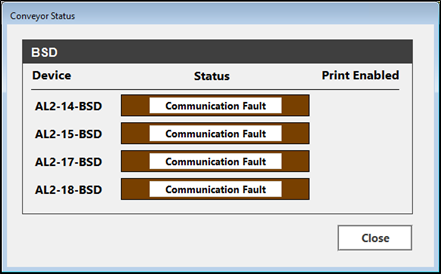 Conveyor Status
BSD
Device Status Print Enabled
AL2-14-BSD Communication Fault
AL2-15-BSD Communication Fault
AL2-17-BSD Communication Fault
AL2-18-BSD Communication Fault
Close